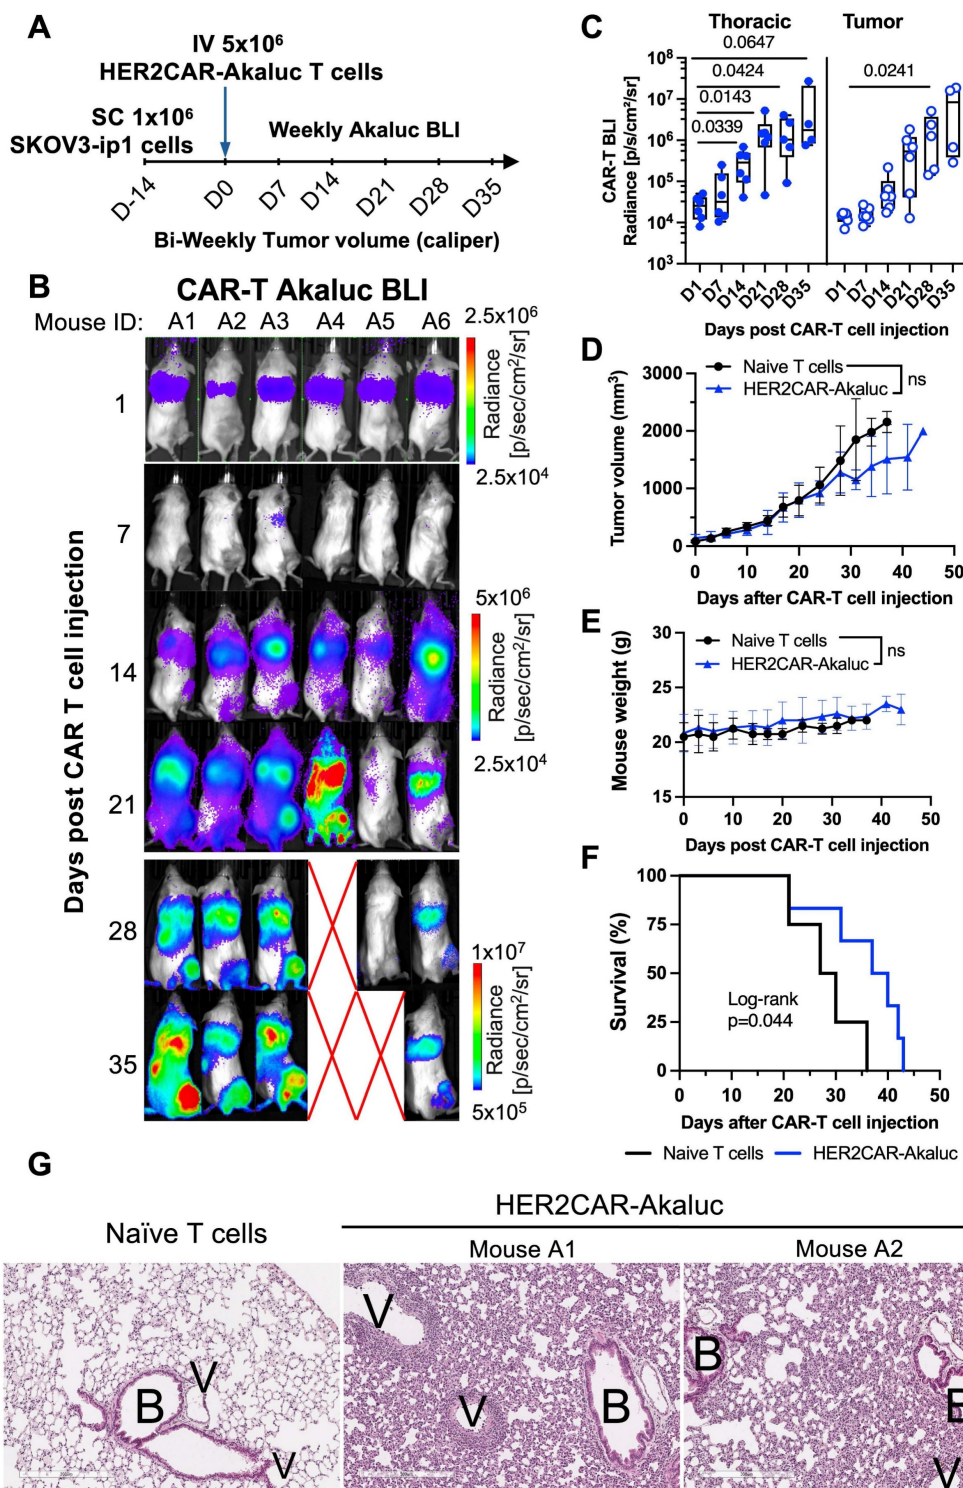 A
IV 5x10⁶
HER2CAR-Akaluc T cells
SC 1x10⁶
SKOV3-ip1 cells
Weekly Akaluc BLI
D-14 D0 D7 D14 D21 D28 D35
Bi-Weekly Tumor volume (caliper)
B
CAR-T Akaluc BLI
Mouse ID: A1 A2 A3 A4 A5 A6
Days post CAR T cell injection
1
7
14
21
28
35
2.5x10⁶
Radiance
[p/sec/cm²/sr]
2.5x10⁴
5x10⁶
Radiance
[p/sec/cm²/sr]
2.5x10⁴
1x10⁷
Radiance
[p/sec/cm²/sr]
5x10⁵
C
Thoracic Tumor
0.0647
0.0424
0.0143
0.0339
0.0241
CAR-T BLI
Radiance [p/s/cm²/sr]
10⁸
10⁷
10⁶
10⁵
10⁴
10³
D1 D7 D14 D21 D28 D35 D1 D7 D14 D21 D28 D35
Days post CAR-T cell injection
D
Naive T cells
HER2CAR-Akaluc
ns
Tumor volume (mm³)
3000
2000
1000
0
0 10 20 30 40 50
Days after CAR-T cell injection
E
Naive T cells
HER2CAR-Akaluc
ns
Mouse weight (g)
30
25
20
15
0 10 20 30 40 50
Days post CAR-T cell injection
F
Survival (%)
100
75
50
25
0
Log-rank
p=0.044
0 10 20 30 40 50
Days after CAR-T cell injection
Naive T cells HER2CAR-Akaluc
G
Naïve T cells
HER2CAR-Akaluc
Mouse A1 Mouse A2
B V V
V V B
B B V